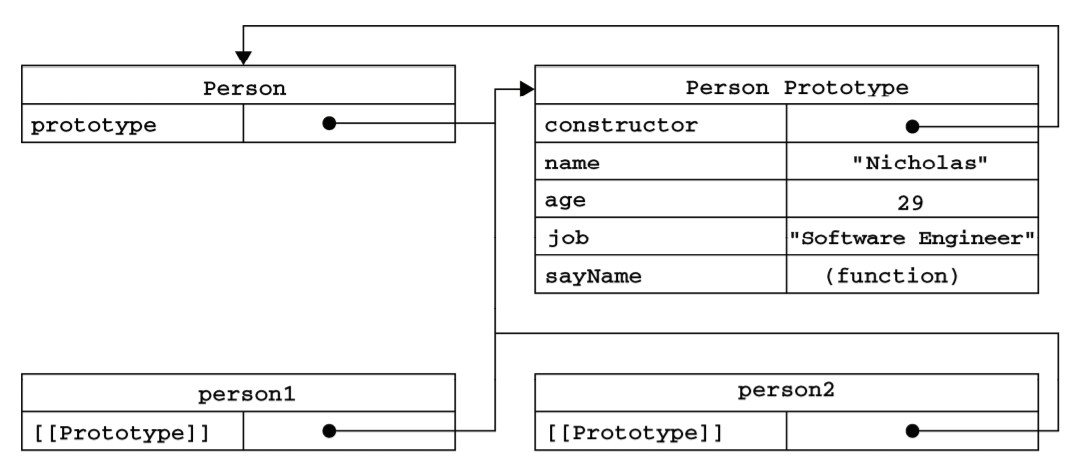 Person
prototype
Person Prototype
constructor
name "Nicholas"
age 29
job "Software Engineer"
sayName (function)
person1
[[Prototype]]
person2
[[Prototype]]